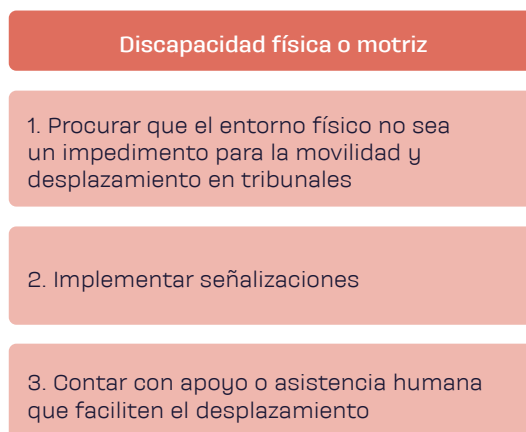 Discapacidad física o motriz
1. Procurar que el entorno físico no sea
un impedimento para la movilidad y
desplazamiento en tribunales
2. Implementar señalizaciones
3. Contar con apoyo o asistencia humana
que faciliten el desplazamiento